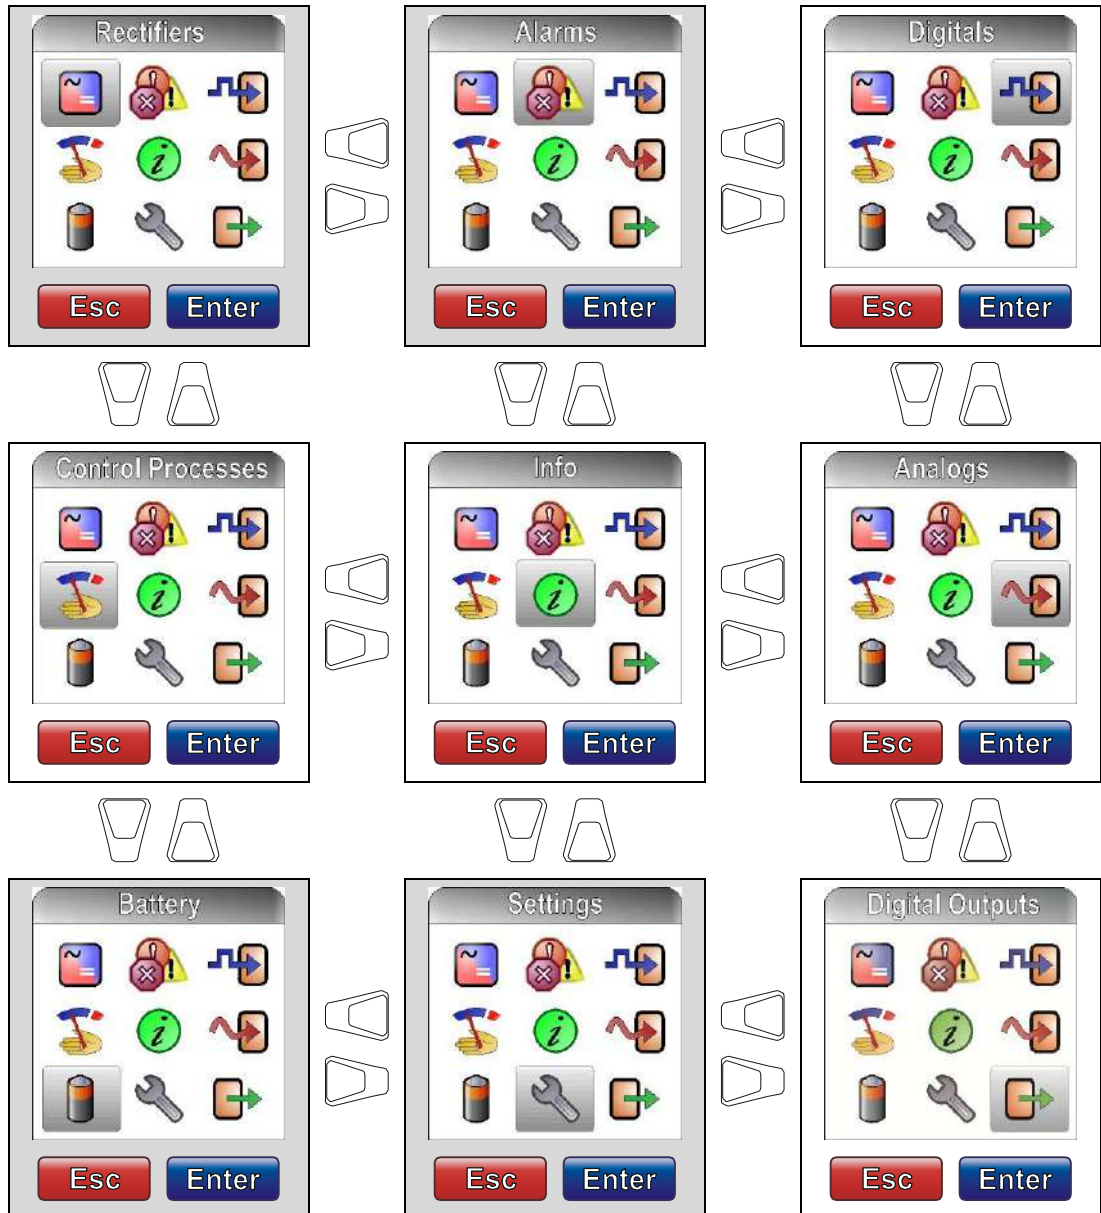 Rectifiers
Alarms
Digitals
Esc Enter
Esc Enter
Esc Enter
Control Processes
Info
Analogs
Esc Enter
Esc Enter
Esc Enter
Battery
Settings
Digital Outputs
Esc Enter
Esc Enter
Esc Enter